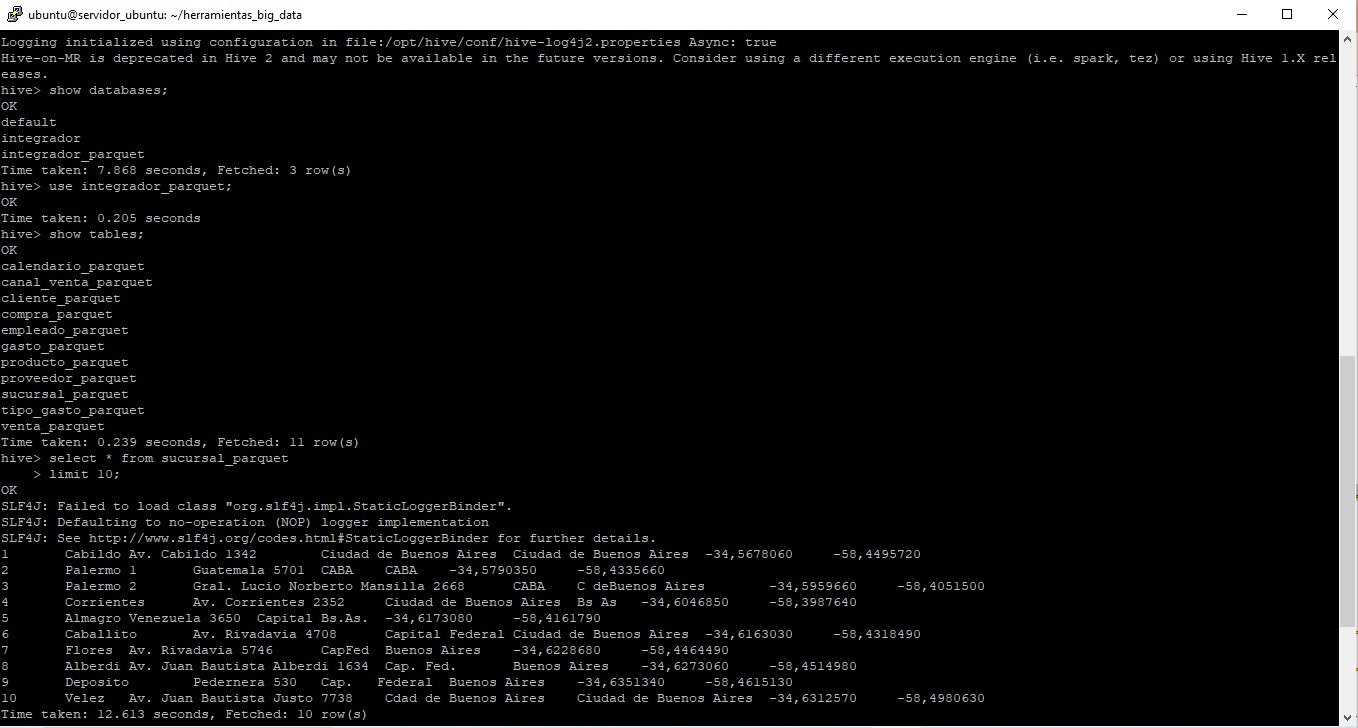 ubuntu@servidor_ubuntu: ~/herramientas_big_data
Logging initialized using configuration in file:/opt/hive/conf/hive-log4j2.properties Async: true
Hive-on-MR is deprecated in Hive 2 and may not be available in the future versions. Consider using a different execution engine (i.e. spark, tez) or using Hive 1.X rel
eases.
hive> show databases;
OK
default
integrador
integrador_parquet
Time taken: 7.868 seconds, Fetched: 3 row(s)
hive> use integrador_parquet;
OK
Time taken: 0.205 seconds
hive> show tables;
OK
calendario_parquet
canal_venta_parquet
cliente_parquet
compra_parquet
empleado_parquet
gasto_parquet
producto_parquet
proveedor_parquet
sucursal_parquet
tipo_gasto_parquet
venta_parquet
Time taken: 0.239 seconds, Fetched: 11 row(s)
hive> select * from sucursal_parquet
    > limit 10;
OK
SLF4J: Failed to load class "org.slf4j.impl.StaticLoggerBinder".
SLF4J: Defaulting to no-operation (NOP) logger implementation
SLF4J: See http://www.slf4j.org/codes.html#StaticLoggerBinder for further details.
1       Cabildo Av. Cabildo 1342        Ciudad de Buenos Aires  Ciudad de Buenos Aires  -34,5678060     -58,4495720
2       Palermo 1       Guatemala 5701  CABA    CABA    -34,5790350     -58,4335660
3       Palermo 2       Gral. Lucio Norberto Mansilla 2668      CABA    C deBuenos Aires        -34,5959660     -58,4051500
4       Corrientes      Av. Corrientes 2352     Ciudad de Buenos Aires  Bs As   -34,6046850     -58,3987640
5       Almagro Venezuela 3650  Capital Bs.As.  -34,6173080     -58,4161790
6       Caballito       Av. Rivadavia 4708      Capital Federal Ciudad de Buenos Aires  -34,6163030     -58,4318490
7       Flores  Av. Rivadavia 5746      CapFed  Buenos Aires    -34,6228680     -58,4464490
8       Alberdi Av. Juan Bautista Alberdi 1634  Cap. Fed.       Buenos Aires    -34,6273060     -58,4514980
9       Deposito        Pedernera 530   Cap.   Federal  Buenos Aires    -34,6351340     -58,4615130
10      Velez   Av. Juan Bautista Justo 7738    Cdad de Buenos Aires    Ciudad de Buenos Aires  -34,6312570     -58,4980630
Time taken: 12.613 seconds, Fetched: 10 row(s)